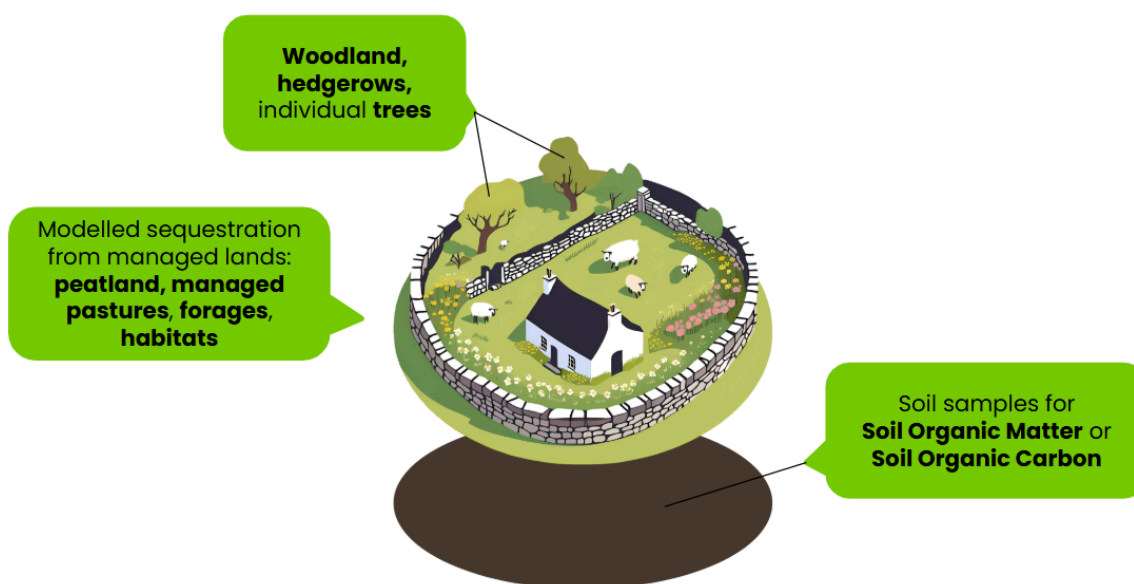 Woodland,
hedgerows,
individual trees
Modelled sequestration
from managed lands:
peatland, managed
pastures, forages,
habitats
Soil samples for
Soil Organic Matter or
Soil Organic Carbon